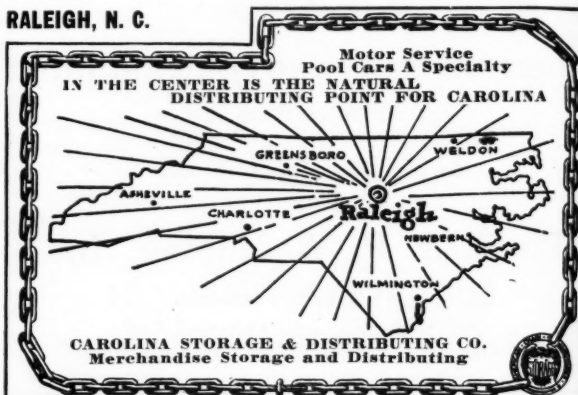 RALEIGH, N. C.
Motor Service
Pool Cars A Specialty
IN THE CENTER IS THE NATURAL
DISTRIBUTING POINT FOR CAROLINA
GREENSBORO
WELDON
ASHEVILLE
Raleigh
CHARLOTTE
NEWBERN
WILMINGTON
CAROLINA STORAGE & DISTRIBUTING CO.
Merchandise Storage and Distributing